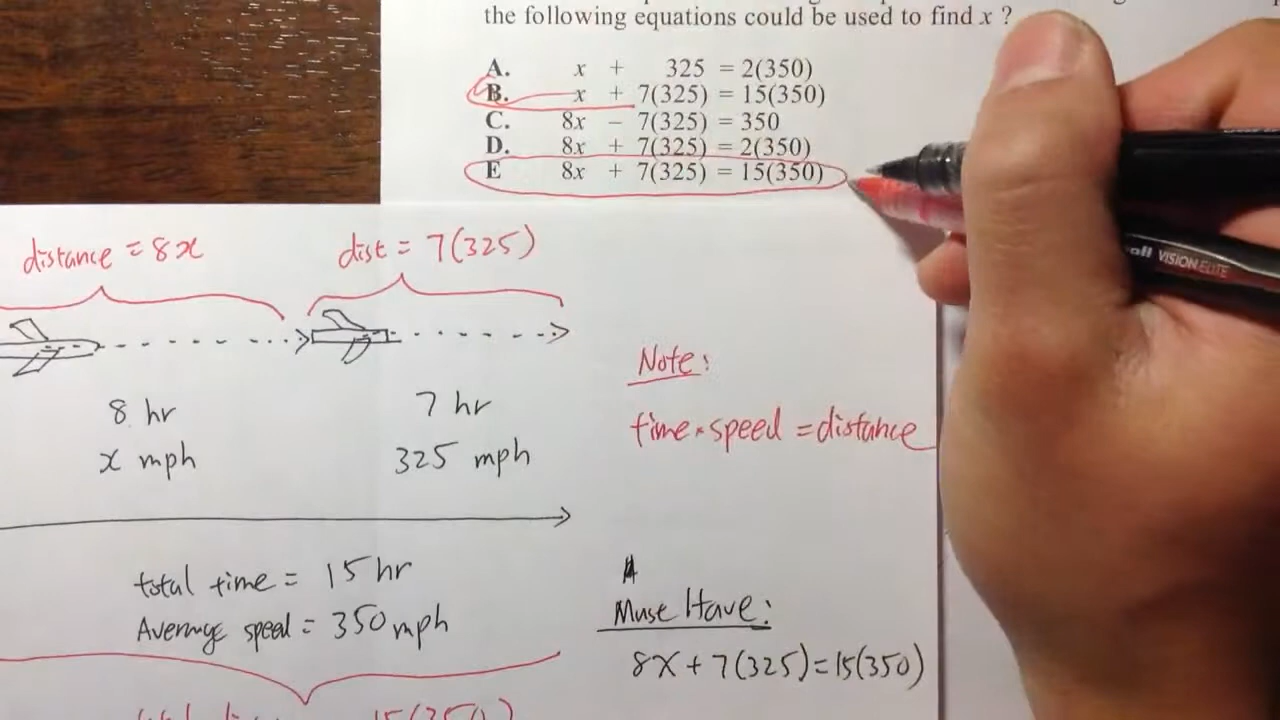 the following equations could be used to find x ?
A. x + 325 = 2(350)
B. x + 7(325) = 15(350)
C. 8x − 7(325) = 350
D. 8x + 7(325) = 2(350)
E 8x + 7(325) = 15(350)
distance = 8x
dist = 7(325)
8 hr
7 hr
x mph
325 mph
Note:
time · speed = distance
total time = 15 hr
Average speed = 350 mph
Muse Have:
8x + 7(325) = 15(350)
15(350)
VISION ELITE